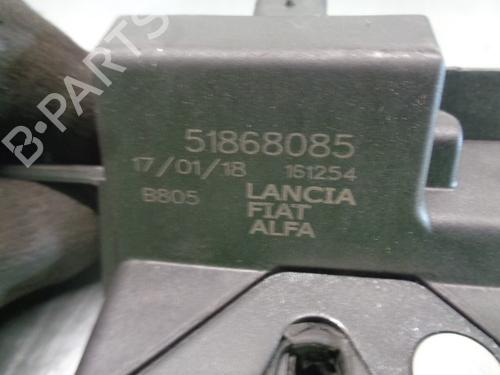 51868085
17/01/18 161254
B805 LANCIA
FIAT
ALFA
B-PARTS